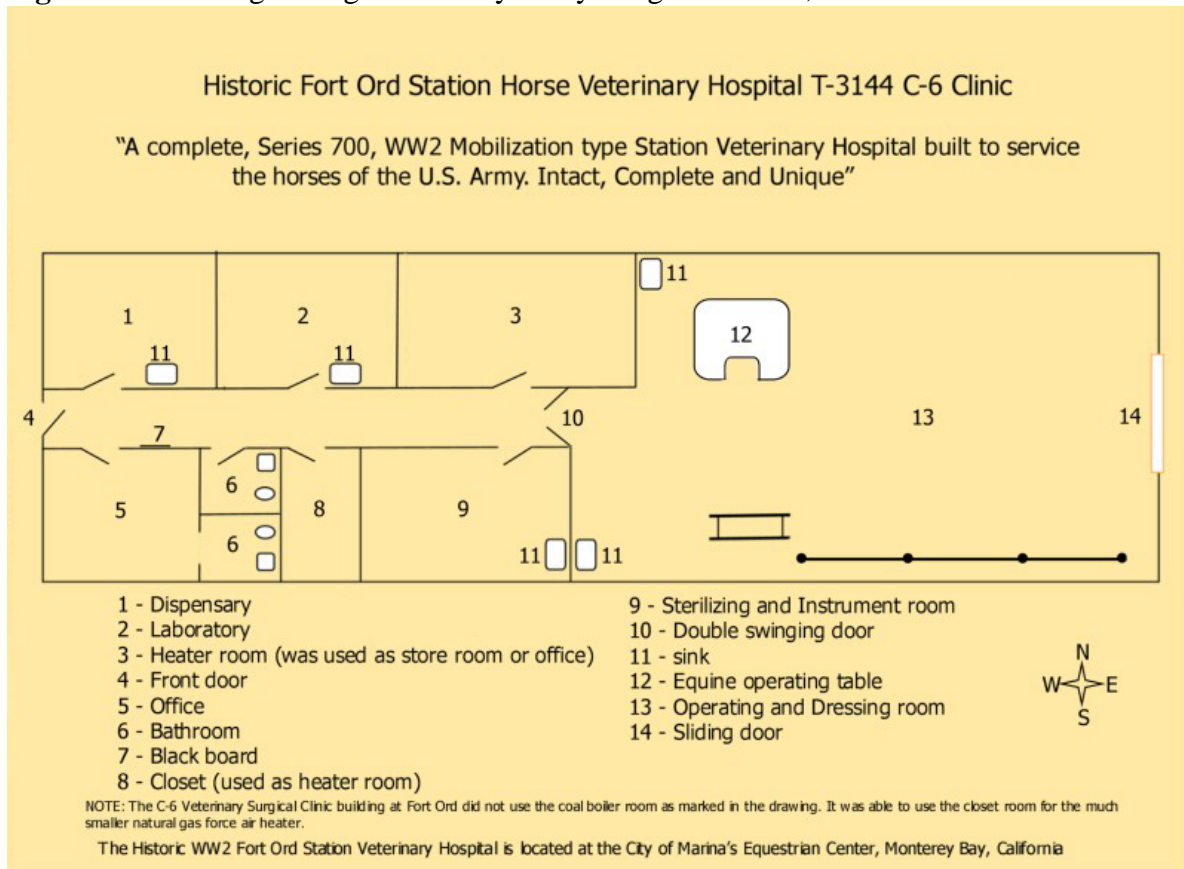 Historic Fort Ord Station Horse Veterinary Hospital T-3144 C-6 Clinic
“A complete, Series 700, WW2 Mobilization type Station Veterinary Hospital built to service
the horses of the U.S. Army. Intact, Complete and Unique”
11
1
2
3
12
11
11
4
10
13
14
7
6
5
8
9
6
11
11
1 - Dispensary
2 - Laboratory
3 - Heater room (was used as store room or office)
4 - Front door
5 - Office
6 - Bathroom
7 - Black board
8 - Closet (used as heater room)
9 - Sterilizing and Instrument room
10 - Double swinging door
11 - sink
12 - Equine operating table
13 - Operating and Dressing room
14 - Sliding door
N
W
E
S
NOTE: The C-6 Veterinary Surgical Clinic building at Fort Ord did not use the coal boiler room as marked in the drawing. It was able to use the closet room for the much
smaller natural gas force air heater.
The Historic WW2 Fort Ord Station Veterinary Hospital is located at the City of Marina's Equestrian Center, Monterey Bay, California